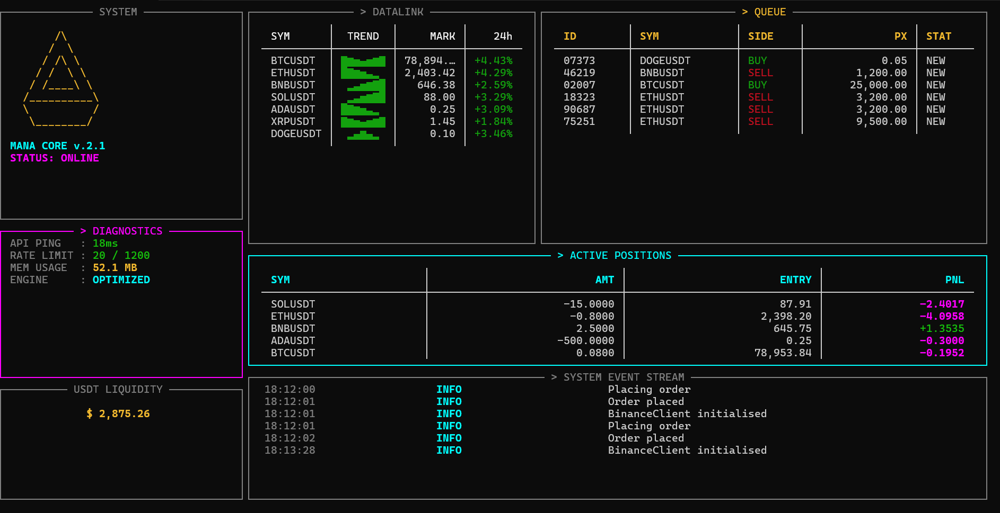 SYSTEM
MANA CORE v.2.1
STATUS: ONLINE
> DIAGNOSTICS
API PING : 18ms
RATE LIMIT : 20 / 1200
MEM USAGE : 52.1 MB
ENGINE : OPTIMIZED
USDT LIQUIDITY
$ 2,875.26
> DATALINK
SYM TREND MARK 24h
BTCUSDT 78,894.… +4.43%
ETHUSDT 2,403.42 +4.29%
BNBUSDT 646.38 +2.59%
SOLUSDT 88.00 +3.29%
ADAUSDT 0.25 +3.09%
XRPUSDT 1.45 +1.84%
DOGEUSDT 0.10 +3.46%
> QUEUE
ID SYM SIDE PX STAT
07373 DOGEUSDT BUY 0.05 NEW
46219 BNBUSDT SELL 1,200.00 NEW
02007 BTCUSDT BUY 25,000.00 NEW
18323 ETHUSDT SELL 3,200.00 NEW
90687 ETHUSDT SELL 3,200.00 NEW
75251 ETHUSDT SELL 9,500.00 NEW
> ACTIVE POSITIONS
SYM AMT ENTRY PNL
SOLUSDT -15.0000 87.91 -2.4017
ETHUSDT -0.8000 2,398.20 -4.0958
BNBUSDT 2.5000 645.75 +1.3535
ADAUSDT -500.0000 0.25 -0.3000
BTCUSDT 0.0800 78,953.84 -0.1952
> SYSTEM EVENT STREAM
18:12:00 INFO Placing order
18:12:01 INFO Order placed
18:12:01 INFO BinanceClient initialised
18:12:01 INFO Placing order
18:12:02 INFO Order placed
18:13:28 INFO BinanceClient initialised